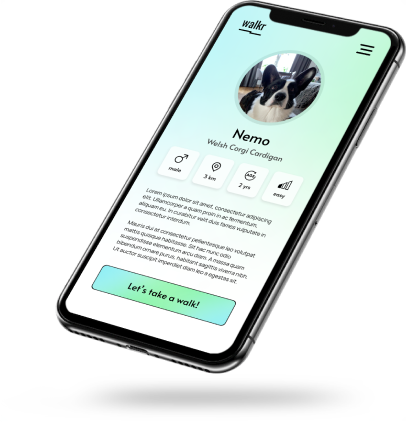 walkr
Nemo
Welsh Corgi Cardigan
male
3 km
AGE
2 yrs
easy
Lorem ipsum dolor sit amet, consectetur adipiscing
elit. Ullamcorper a quam proin in ac fermentum,
aliquam eu. In curabitur velit duis fames vulputate in
consectetur interdum.
Mauris dui at consectetur pellentesque leo volutpat
mattis quisque habitasse. Sit hac nunc odio
suspendisse elementum arcu diam. A massa quam
bibendum ornare purus, habitant sagittis viverra nibh.
Ut auctor suscipit imperdiet diam leo a egestas sit.
Let's take a walk!